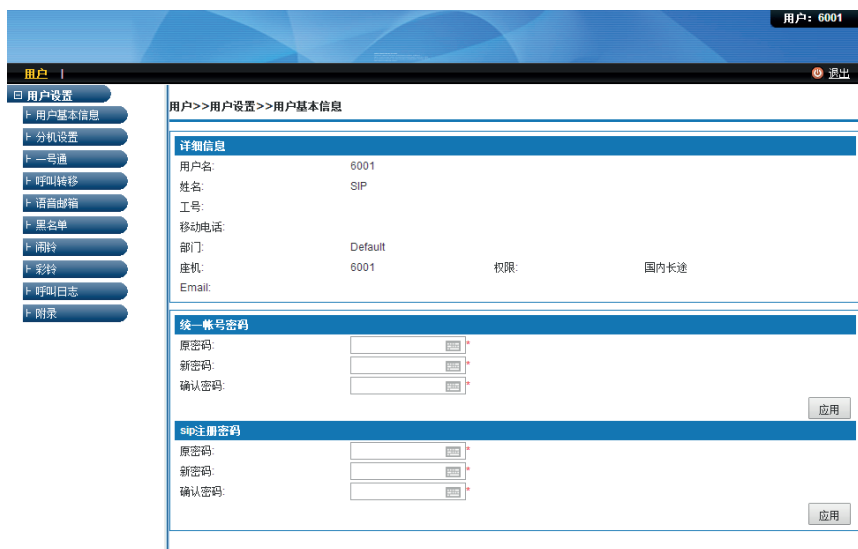 用户：6001
用户 |
退出
用户设置
用户基本信息
分机设置
一号通
呼叫转移
语音邮箱
黑名单
闹铃
彩铃
呼叫日志
附录
用户>>用户设置>>用户基本信息
详细信息
用户名: 6001
姓名: SIP
工号:
移动电话:
部门: Default
座机: 6001 权限: 国内长途
Email:
统一帐号密码
原密码: *
新密码: *
确认密码: *
应用
sip注册密码
原密码: *
新密码: *
确认密码: *
应用